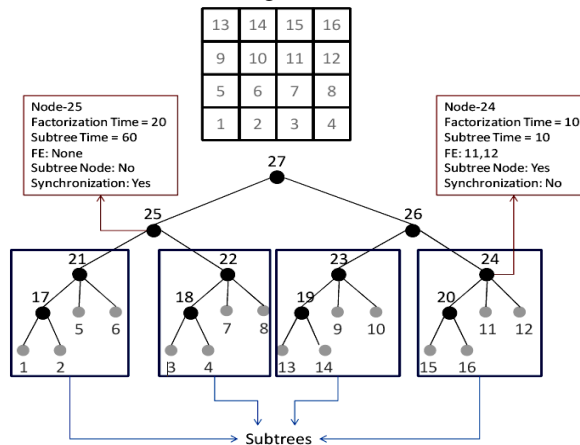 13 14 15 16
9 10 11 12
5 6 7 8
1 2 3 4
Node-25
Factorization Time = 20
Subtree Time = 60
FE: None
Subtree Node: No
Synchronization: Yes
Node-24
Factorization Time = 10
Subtree Time = 10
FE: 11,12
Subtree Node: Yes
Synchronization: No
27
25 26
21 22 23 24
17 18 19 20
5 6 7 8 9 10 11 12
1 2 3 4 13 14 15 16
Subtrees